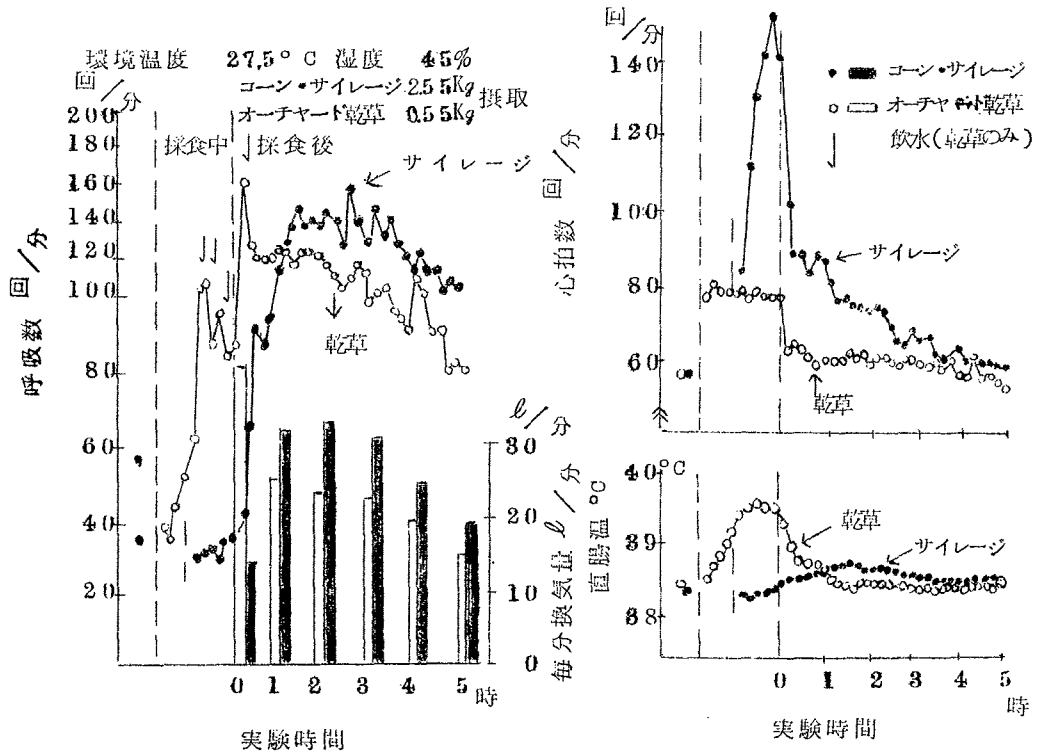 環境温度 27,5°C 湿度 45%
コーン・サイレージ 2.55Kg 摂取
オーチャート乾草 0.55Kg
回/分
200
180
160
140
120
100
80
60
40
20
呼吸数 回/分
採食中 採食後
サイレージ
乾草
ℓ/分
30
20
10
0
毎分換気量 ℓ/分
0 1 2 3 4 5 時
実験時間
回/分
140
120
100
80
60
心拍数 回/分
コーン・サイレージ
オーチャート乾草
飲水(乾草のみ)
サイレージ
乾草
40 °C
39
38
直腸温 °C
乾草
サイレージ
0 1 2 3 4 5
時
実験時間